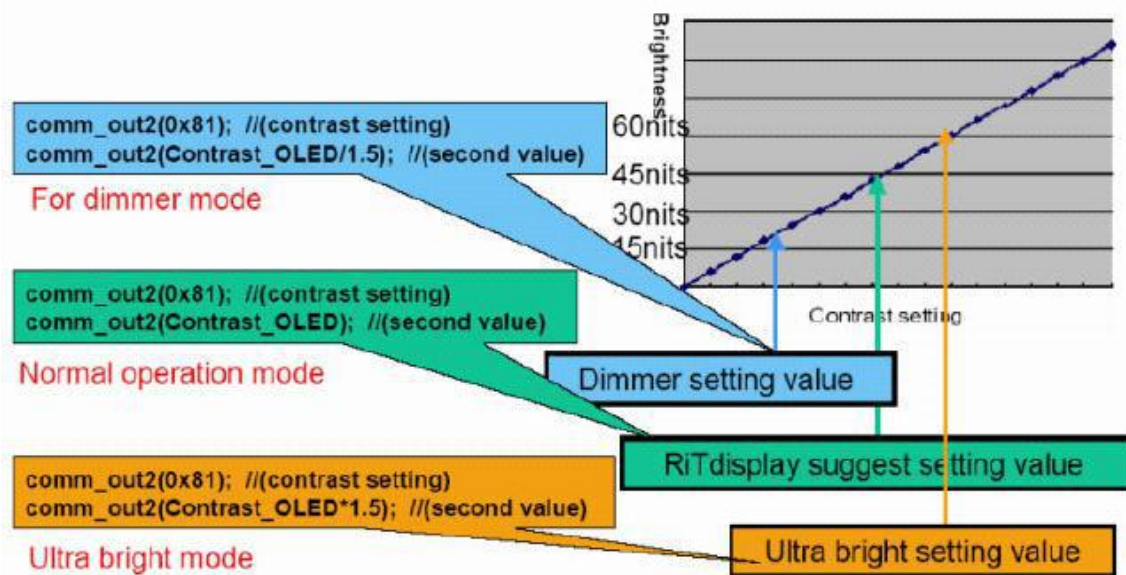 comm_out2(0x81); //(contrast setting)
comm_out2(Contrast_OLED/1.5); //(second value)
For dimmer mode
comm_out2(0x81); //(contrast setting)
comm_out2(Contrast_OLED); //(second value)
Normal operation mode
comm_out2(0x81); //(contrast setting)
comm_out2(Contrast_OLED*1.5); //(second value)
Ultra bright mode
Brightness
60nits
45nits
30nits
15nits
Contrast setting
Dimmer setting value
RiTdisplay suggest setting value
Ultra bright setting value